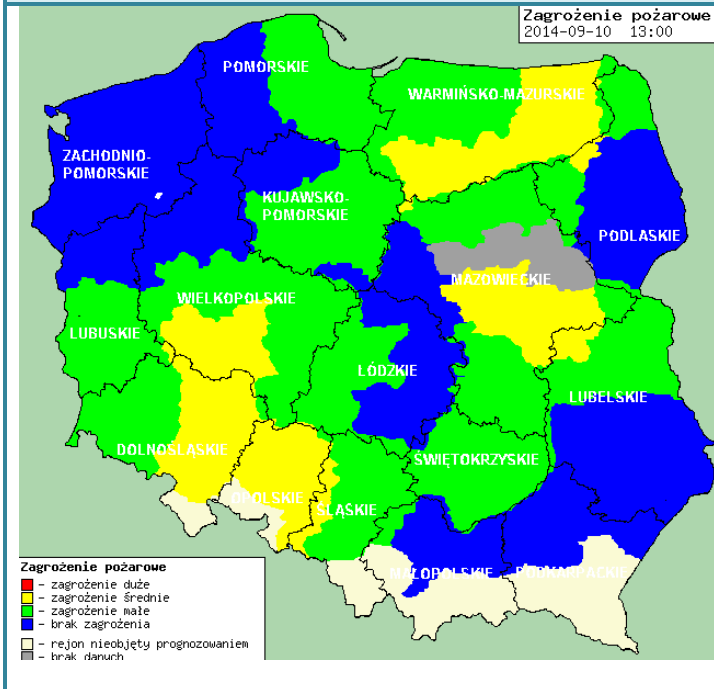 Zagrożenie pożarowe
2014-09-10 13:00
POMORSKIE
WARMIŃSKO-MAZURSKIE
ZACHODNIO-
POMORSKIE
KUJAWSKO-
POMORSKIE
PODLASKIE
MAZOWIECKIE
WIELKOPOLSKIE
LUBUSKIE
ŁÓDZKIE
LUBELSKIE
DOLNOŚLĄSKIE
ŚWIĘTOKRZYSKIE
OPOLSKIE
ŚLĄSKIE
MAŁOPOLSKIE
PODKARPACKIE
Zagrożenie pożarowe
- zagrożenie duże
- zagrożenie średnie
- zagrożenie małe
- brak zagrożenia
- rejon nieobjęty prognozowaniem
- brak danych